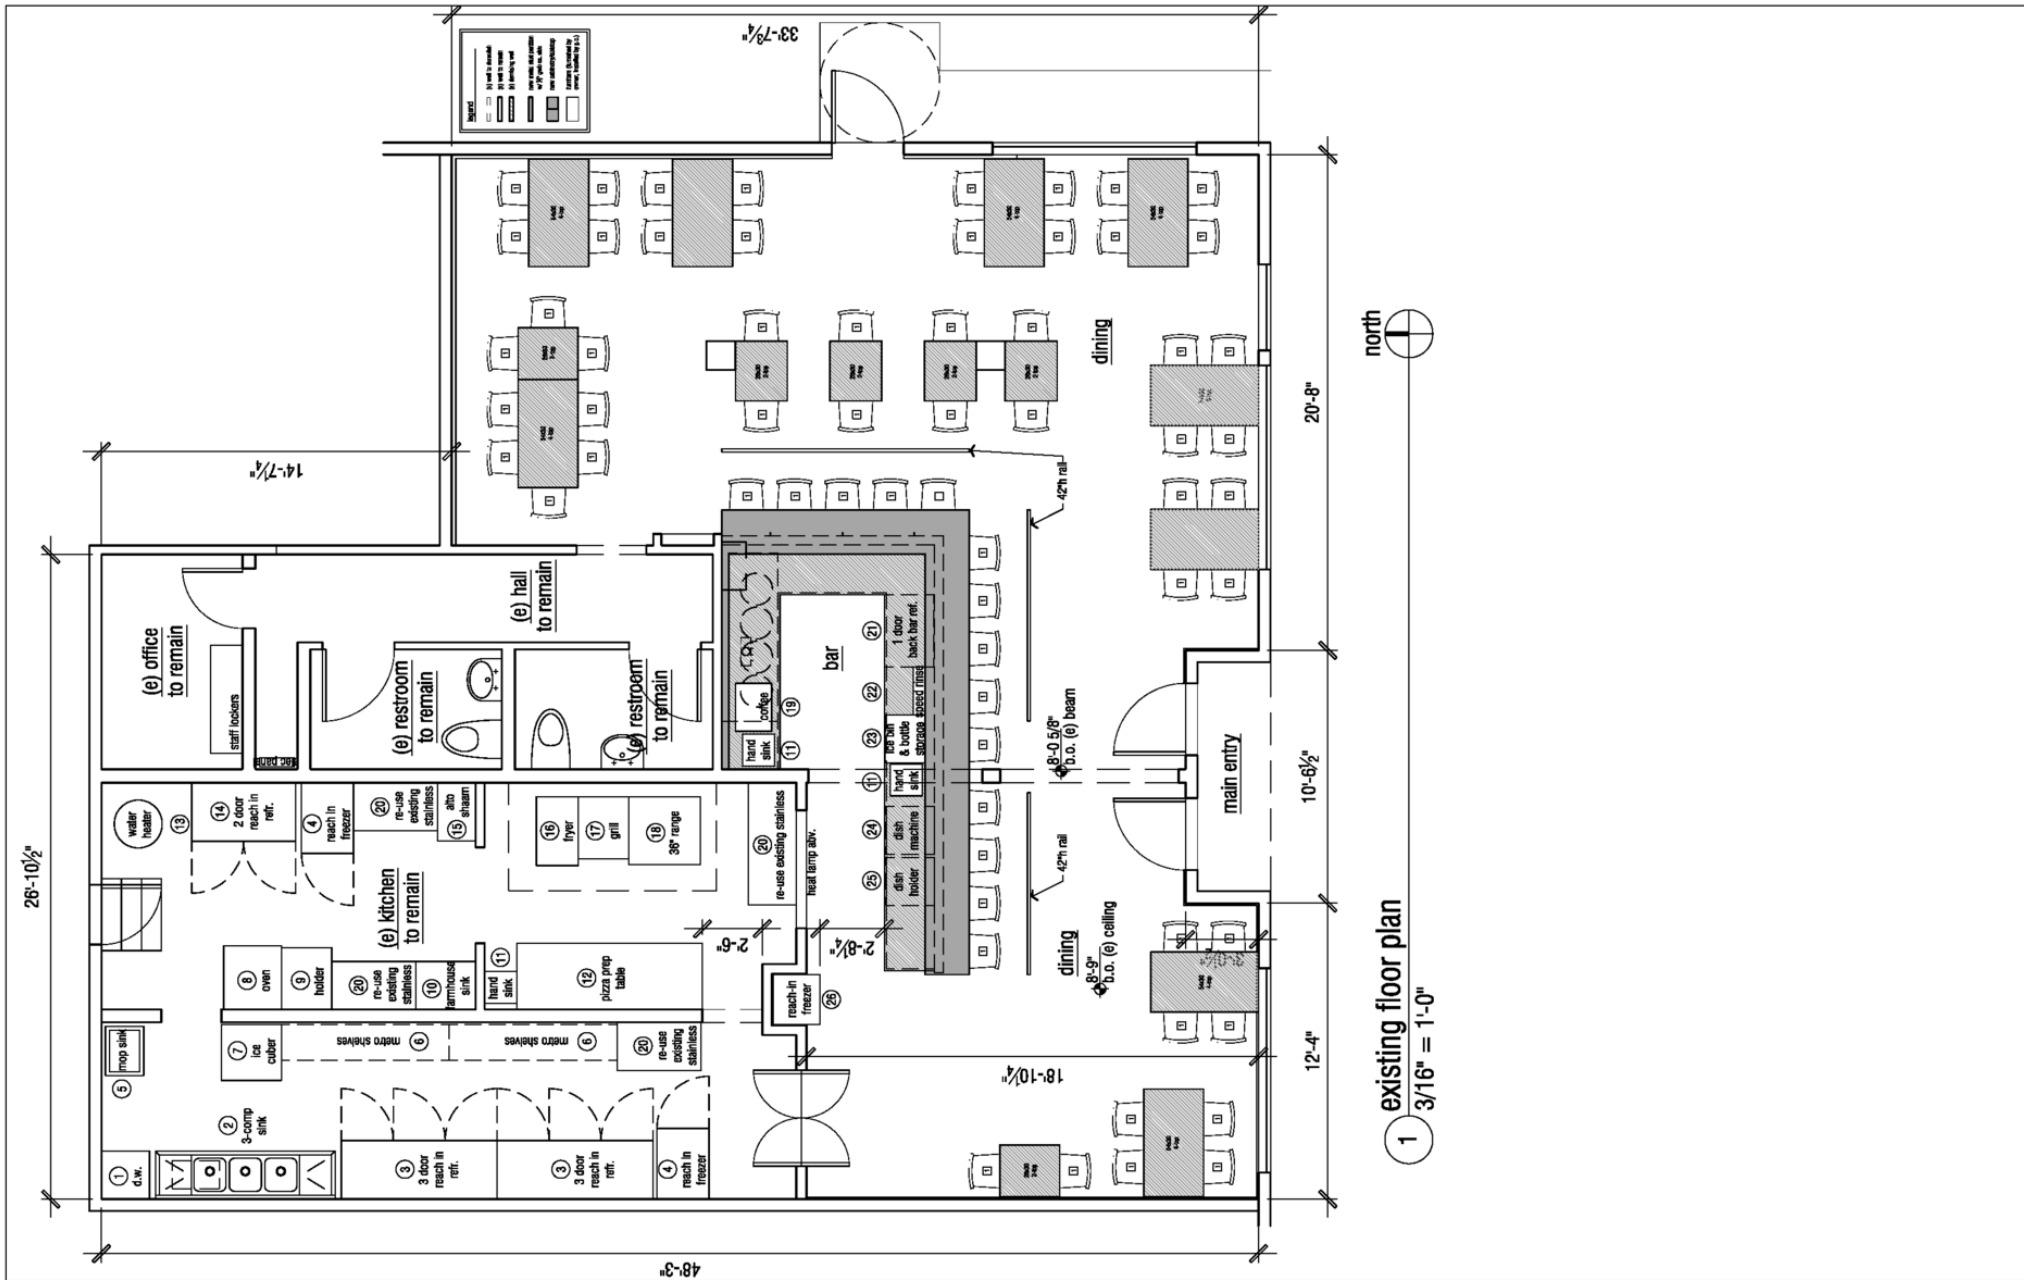 33'-7¾"
legend
14'-7¼"
26'-10½"
48'-3"
20'-8"
10'-6½"
12'-4"
18'-10¼"
2'-6"
2'-8¼"
(e) office
to remain
staff lockers
(e) hall
to remain
(e) restroom
to remain
(e) restroom
to remain
water
heater
13
14
2 door
reach in
refr.
4
reach in
freezer
20
re-use
existing
stainless
15
alto
shaam
16
fryer
17
grill
18
36" range
20
re-use existing stainless
heat lamp abv.
(e) kitchen
to remain
8
oven
9
holder
20
re-use
existing
stainless
10
farmhouse
sink
11
hand
sink
12
pizza prep
table
mop sink
5
7
ice
cuber
6
metro shelves
6
metro shelves
20
re-use
existing
stainless
2
3-comp
sink
1
d.w.
3
3 door
reach in
refr.
3
3 door
reach in
refr.
4
reach in
freezer
reach-in
freezer
26
bar
coffee
19
hand
sink
11
21
1 door
back bar ref.
22
speed rinse
23
ice bin
& bottle
storage
11
hand
sink
24
dish
machine
25
dish
holder
42"h rail
42"h rail
dining
dining
8'-0 5/8"
b.o. (e) beam
8'-9"
b.o. (e) ceiling
main entry
north
1
existing floor plan
3/16" = 1'-0"